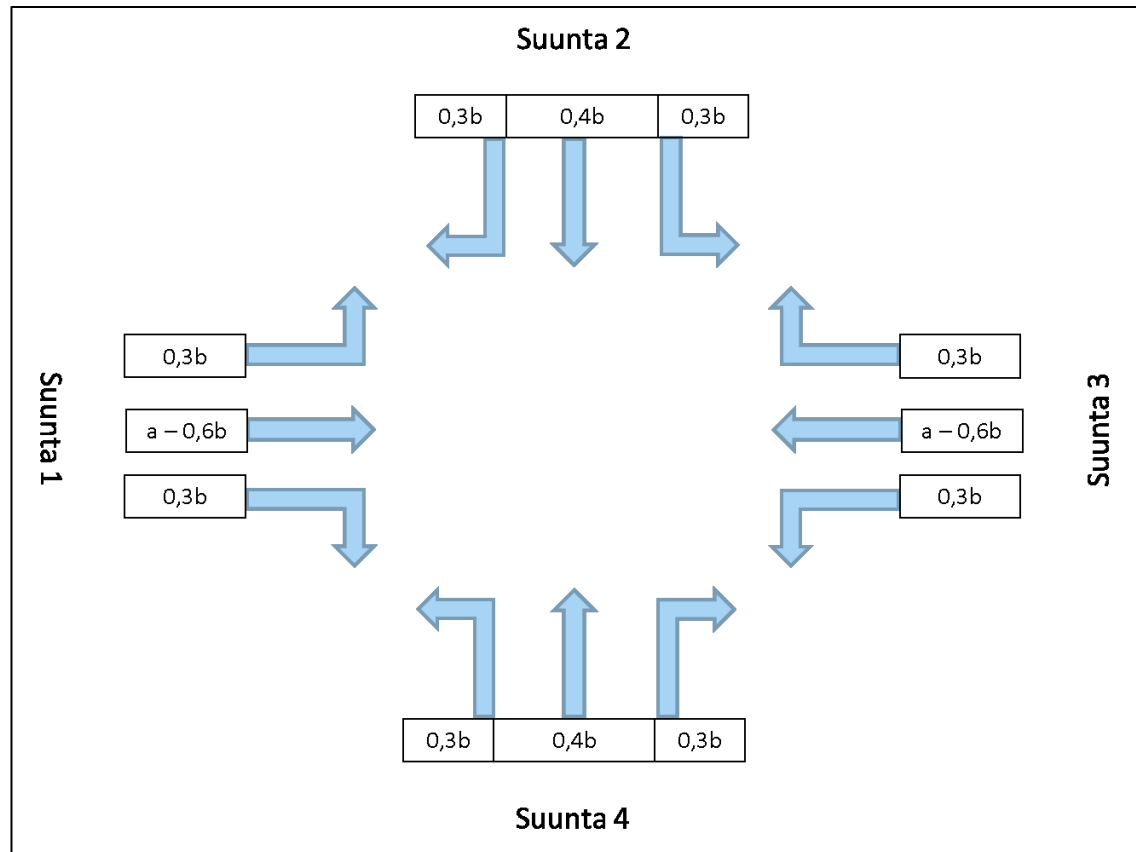 Suunta 2
0,3b 0,4b 0,3b
0,3b
a – 0,6b
0,3b
Suunta 1
0,3b
a – 0,6b
0,3b
Suunta 3
0,3b 0,4b 0,3b
Suunta 4